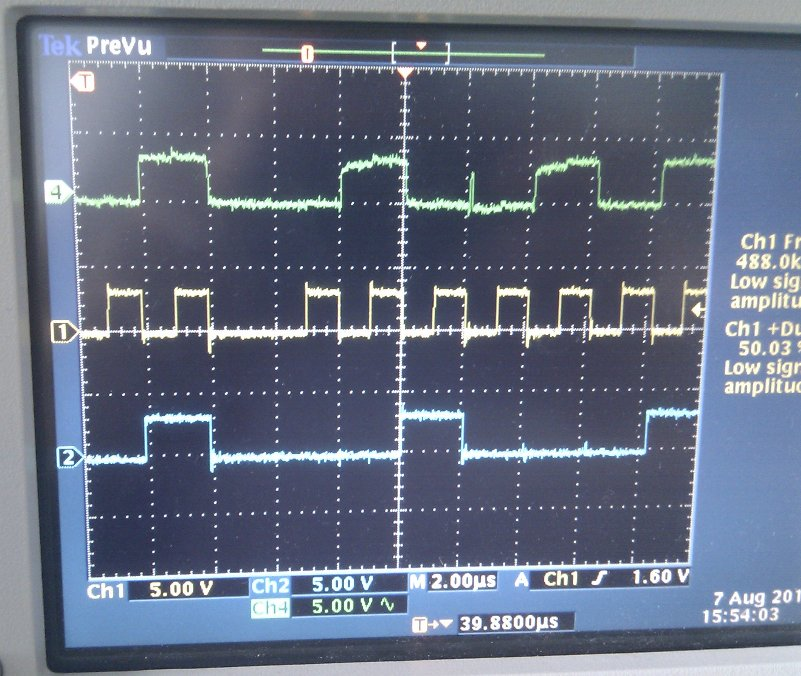 Tek PreVu
T
T
4
Ch1 Fr
488.0k
Low sig
amplitu
1
Ch1 +Du
50.03 %
Low sign
amplitud
2
Ch1 5.00 V Ch2 5.00 V M 2.00µs A Ch1 1.60 V
Ch4 5.00 V
T 39.8800µs
7 Aug 201
15:54:03